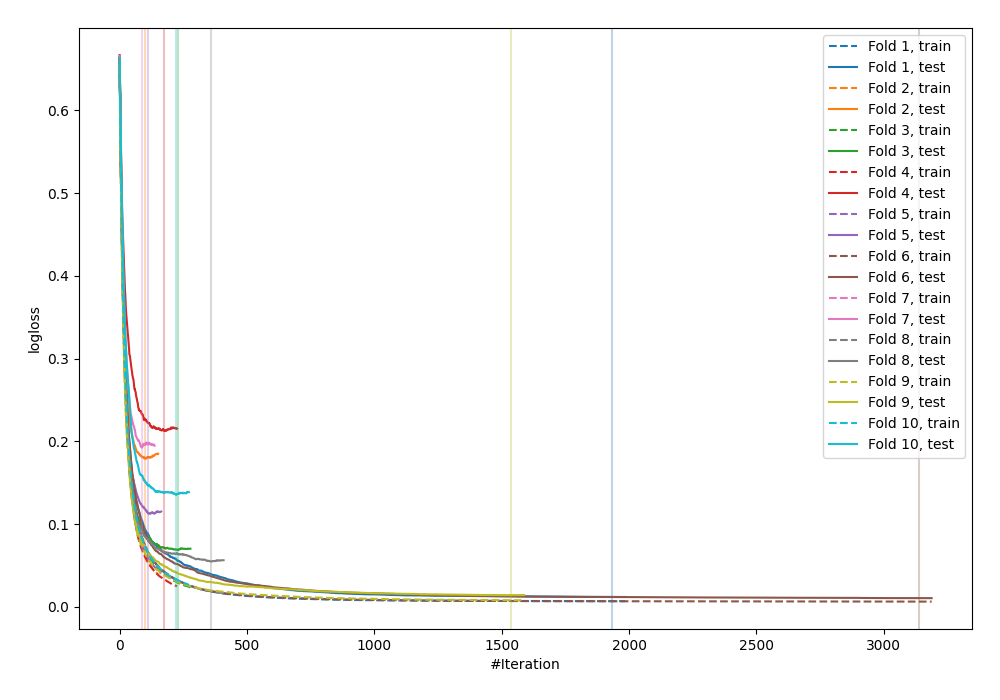 0.6
0.5
0.4
0.3
0.2
0.1
0.0
logloss
0
500
1000
1500
2000
2500
3000
#Iteration
Fold 1, train
Fold 1, test
Fold 2, train
Fold 2, test
Fold 3, train
Fold 3, test
Fold 4, train
Fold 4, test
Fold 5, train
Fold 5, test
Fold 6, train
Fold 6, test
Fold 7, train
Fold 7, test
Fold 8, train
Fold 8, test
Fold 9, train
Fold 9, test
Fold 10, train
Fold 10, test